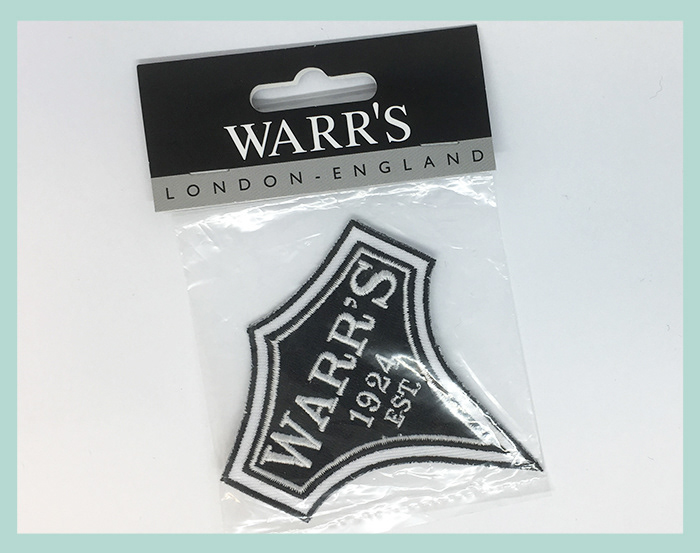 WARR'S
LONDON-ENGLAND
WARR'S
1924
EST